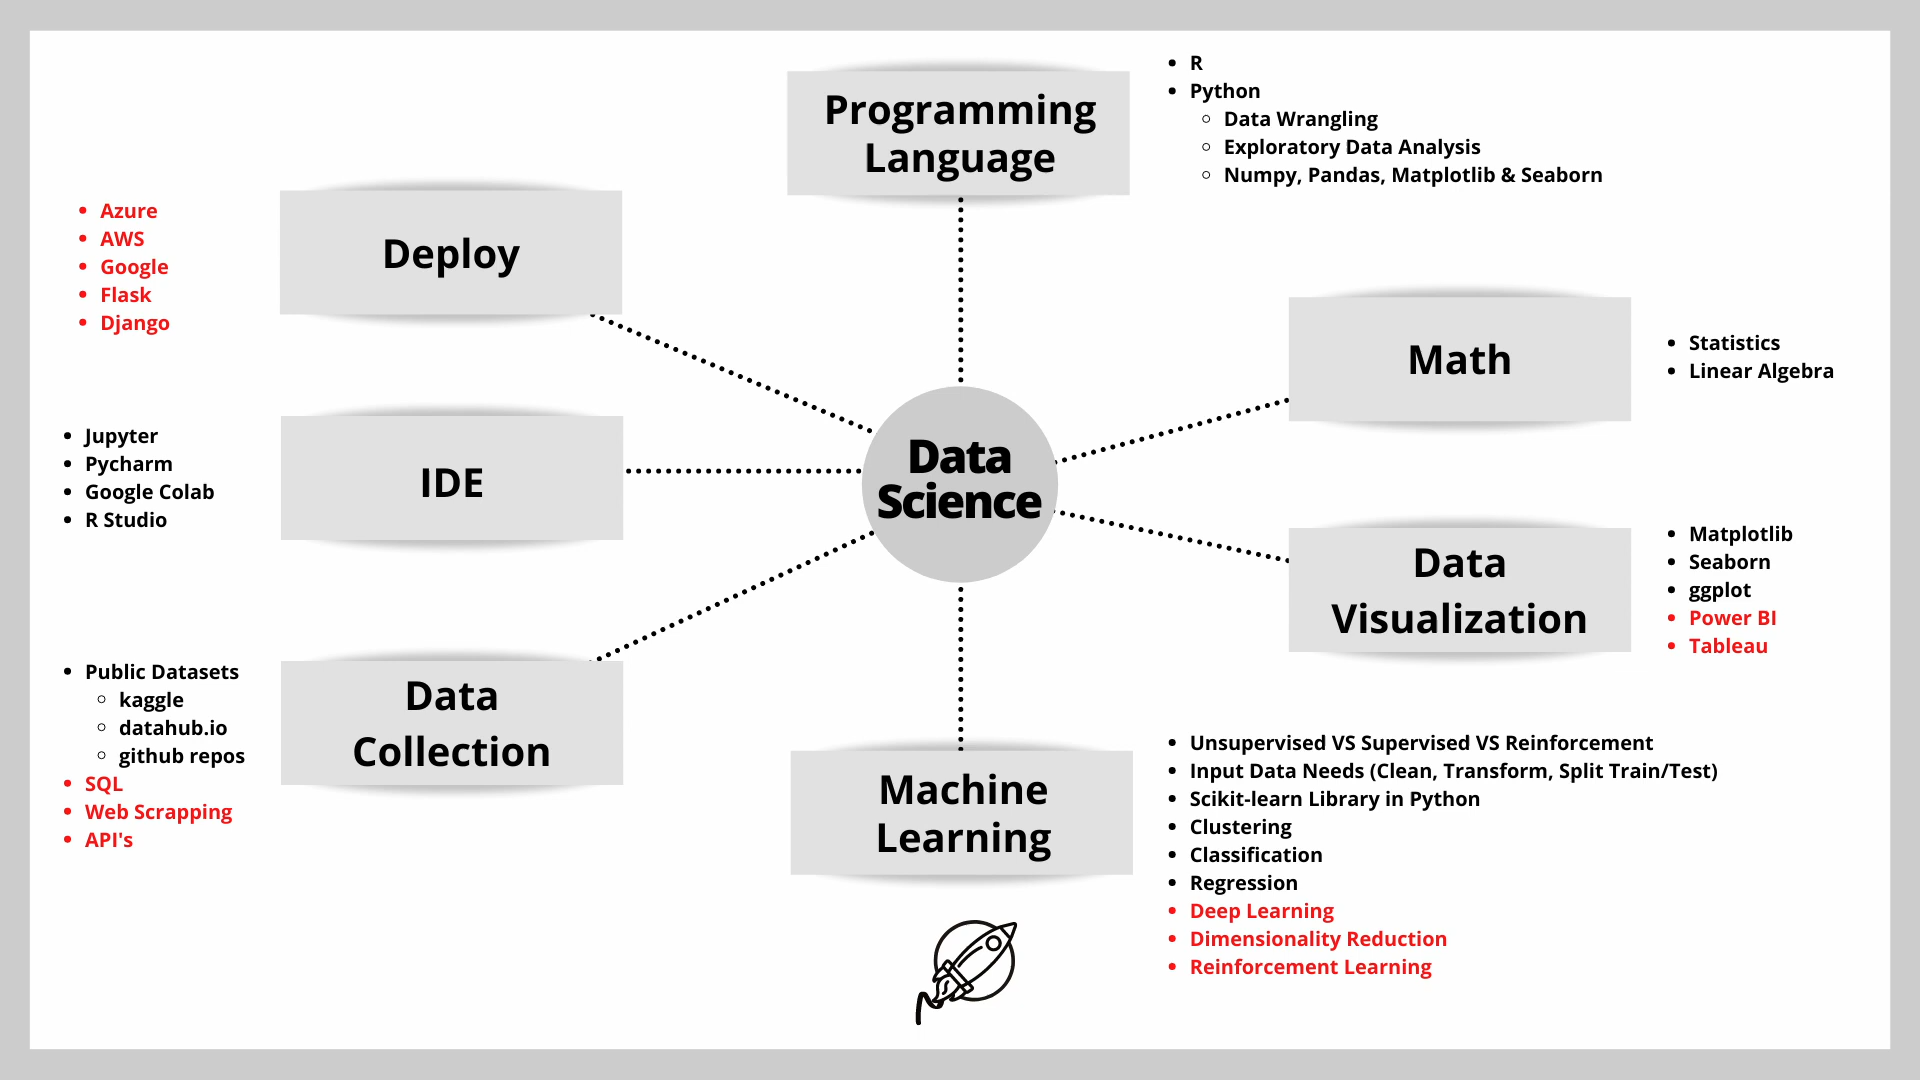 Programming
Language
R
Python
Data Wrangling
Exploratory Data Analysis
Numpy, Pandas, Matplotlib & Seaborn
Azure
AWS
Google
Flask
Django
Deploy
Math
Statistics
Linear Algebra
Jupyter
Pycharm
Google Colab
R Studio
IDE
Data
Science
Data
Visualization
Matplotlib
Seaborn
ggplot
Power BI
Tableau
Public Datasets
kaggle
datahub.io
github repos
SQL
Web Scrapping
API's
Data
Collection
Machine
Learning
Unsupervised VS Supervised VS Reinforcement
Input Data Needs (Clean, Transform, Split Train/Test)
Scikit-learn Library in Python
Clustering
Classification
Regression
Deep Learning
Dimensionality Reduction
Reinforcement Learning